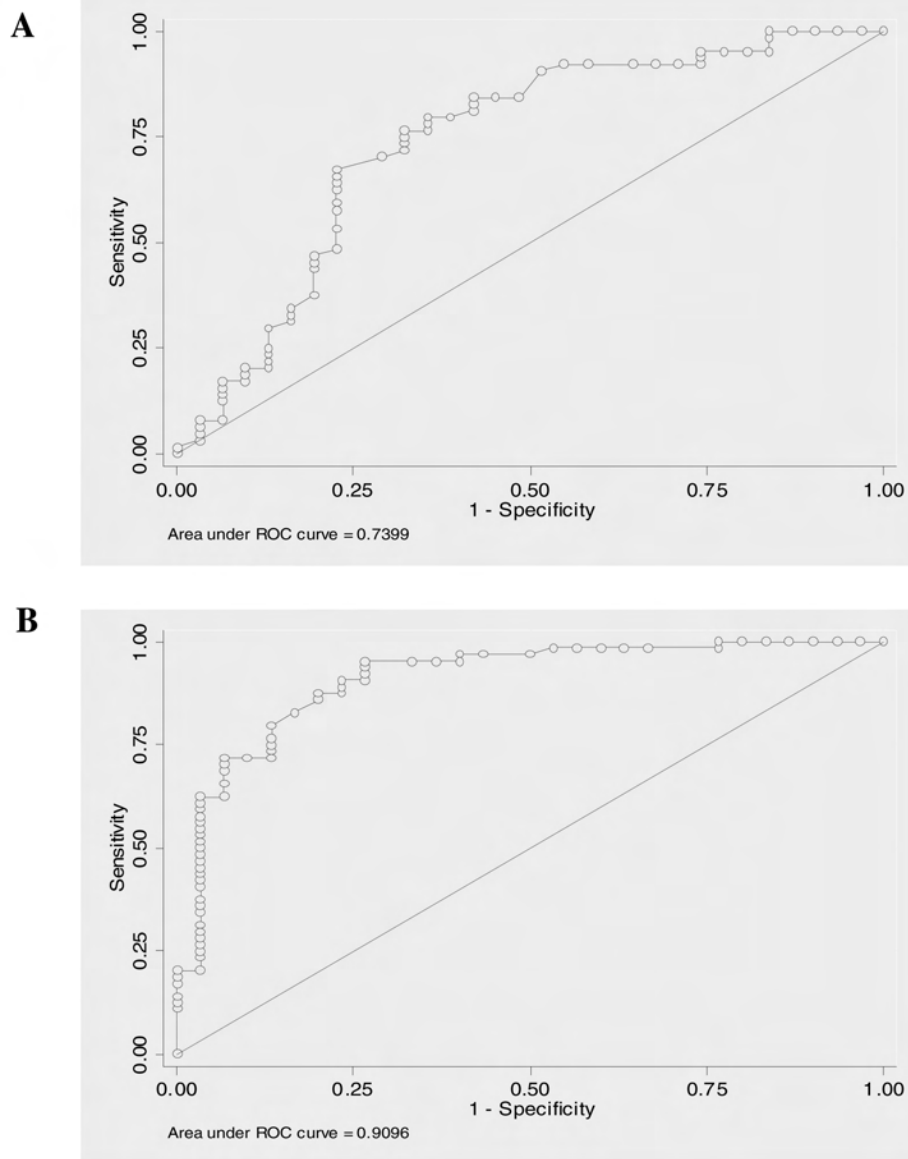 A
1.00
0.75
0.50
0.25
0.00
Sensitivity
0.00 0.25 0.50 0.75 1.00
1 - Specificity
Area under ROC curve = 0.7399
B
1.00
0.75
0.50
0.25
0.00
Sensitivity
0.00 0.25 0.50 0.75 1.00
1 - Specificity
Area under ROC curve = 0.9096